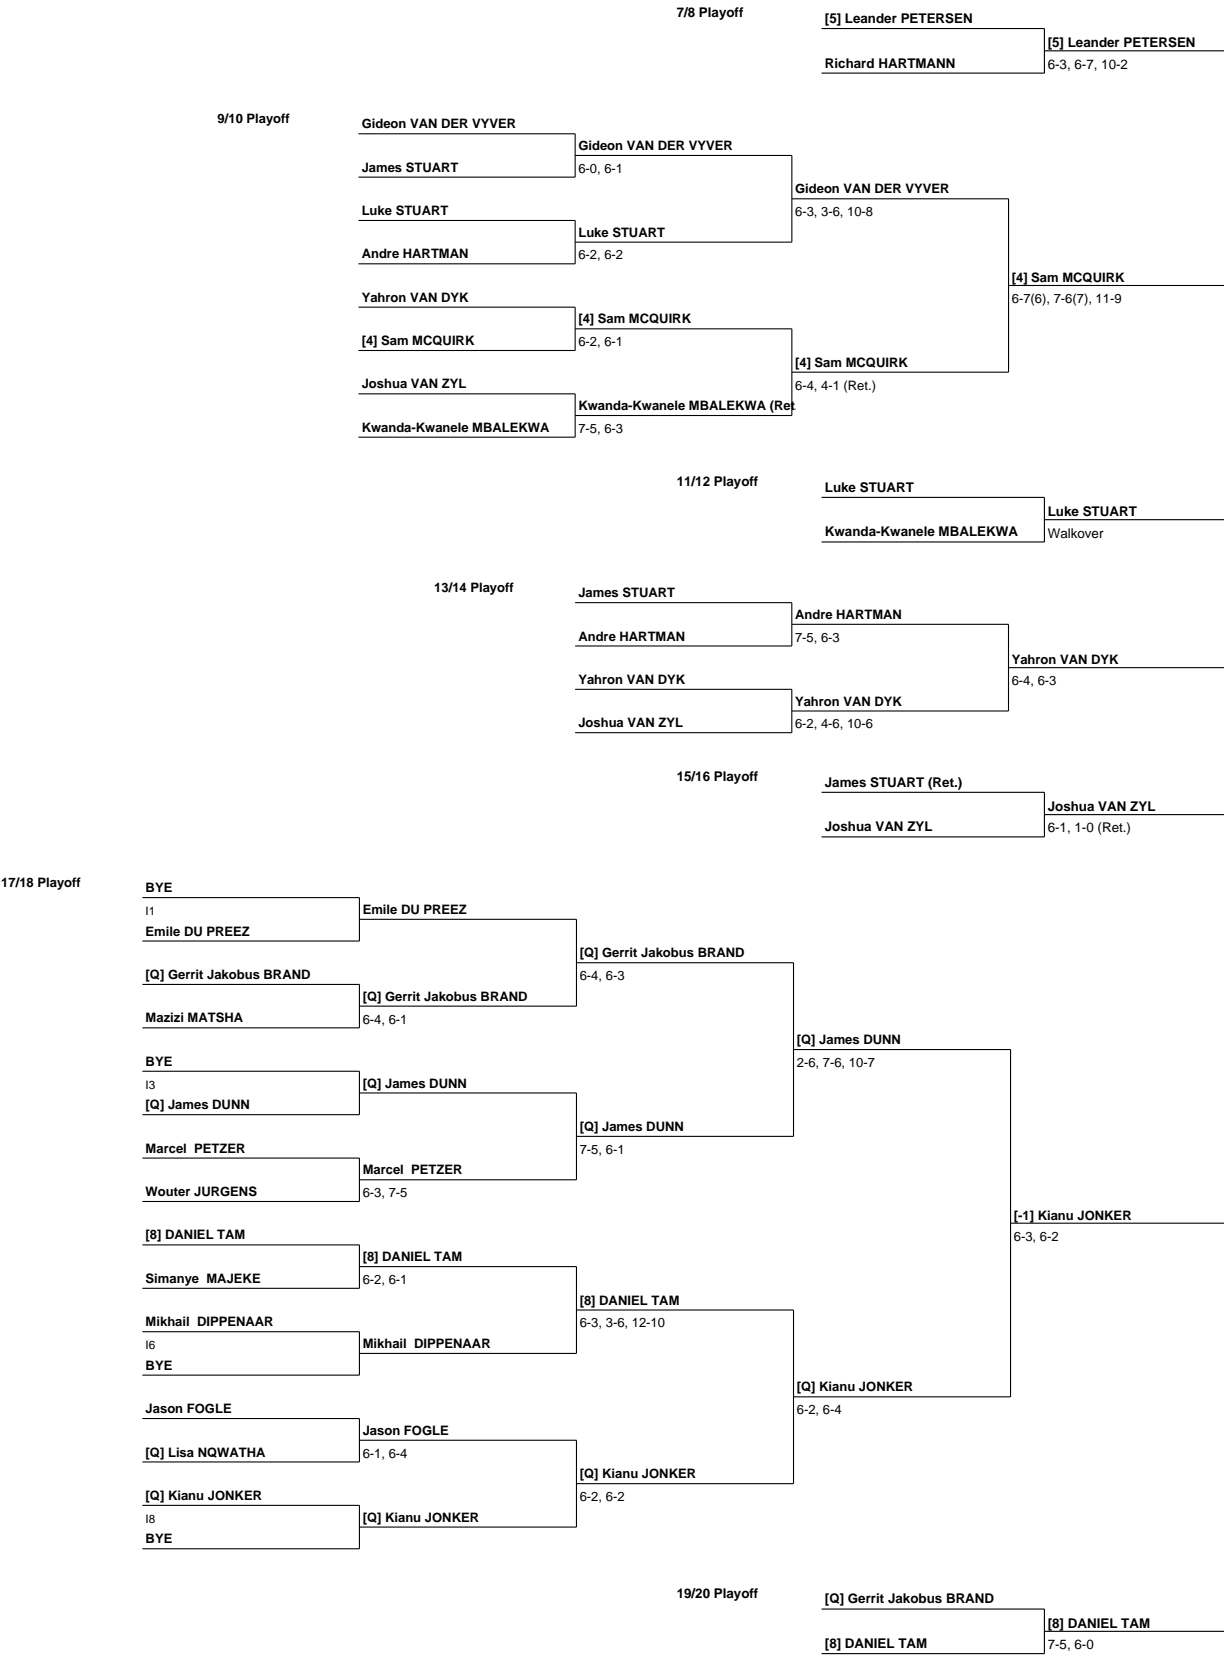 7/8 Playoff
[5] Leander PETERSEN
[5] Leander PETERSEN
Richard HARTMANN
6-3, 6-7, 10-2
9/10 Playoff
Gideon VAN DER VYVER
Gideon VAN DER VYVER
James STUART
6-0, 6-1
Gideon VAN DER VYVER
Luke STUART
6-3, 3-6, 10-8
Luke STUART
Andre HARTMAN
6-2, 6-2
[4] Sam MCQUIRK
Yahron VAN DYK
6-7(6), 7-6(7), 11-9
[4] Sam MCQUIRK
[4] Sam MCQUIRK
6-2, 6-1
[4] Sam MCQUIRK
Joshua VAN ZYL
6-4, 4-1 (Ret.)
Kwanda-Kwanele MBALEKWA (Ret
Kwanda-Kwanele MBALEKWA
7-5, 6-3
11/12 Playoff
Luke STUART
Luke STUART
Kwanda-Kwanele MBALEKWA
Walkover
13/14 Playoff
James STUART
Andre HARTMAN
Andre HARTMAN
7-5, 6-3
Yahron VAN DYK
Yahron VAN DYK
6-4, 6-3
Yahron VAN DYK
Joshua VAN ZYL
6-2, 4-6, 10-6
15/16 Playoff
James STUART (Ret.)
Joshua VAN ZYL
Joshua VAN ZYL
6-1, 1-0 (Ret.)
17/18 Playoff
BYE
I1
Emile DU PREEZ
Emile DU PREEZ
[Q] Gerrit Jakobus BRAND
[Q] Gerrit Jakobus BRAND
6-4, 6-3
[Q] Gerrit Jakobus BRAND
Mazizi MATSHA
6-4, 6-1
[Q] James DUNN
BYE
2-6, 7-6, 10-7
I3
[Q] James DUNN
[Q] James DUNN
[Q] James DUNN
Marcel  PETZER
7-5, 6-1
Marcel  PETZER
Wouter JURGENS
6-3, 7-5
[-1] Kianu JONKER
[8] DANIEL TAM
6-3, 6-2
[8] DANIEL TAM
Simanye  MAJEKE
6-2, 6-1
[8] DANIEL TAM
Mikhail  DIPPENAAR
6-3, 3-6, 12-10
I6
Mikhail  DIPPENAAR
BYE
[Q] Kianu JONKER
Jason FOGLE
6-2, 6-4
Jason FOGLE
[Q] Lisa NQWATHA
6-1, 6-4
[Q] Kianu JONKER
[Q] Kianu JONKER
6-2, 6-2
I8
[Q] Kianu JONKER
BYE
19/20 Playoff
[Q] Gerrit Jakobus BRAND
[8] DANIEL TAM
[8] DANIEL TAM
7-5, 6-0